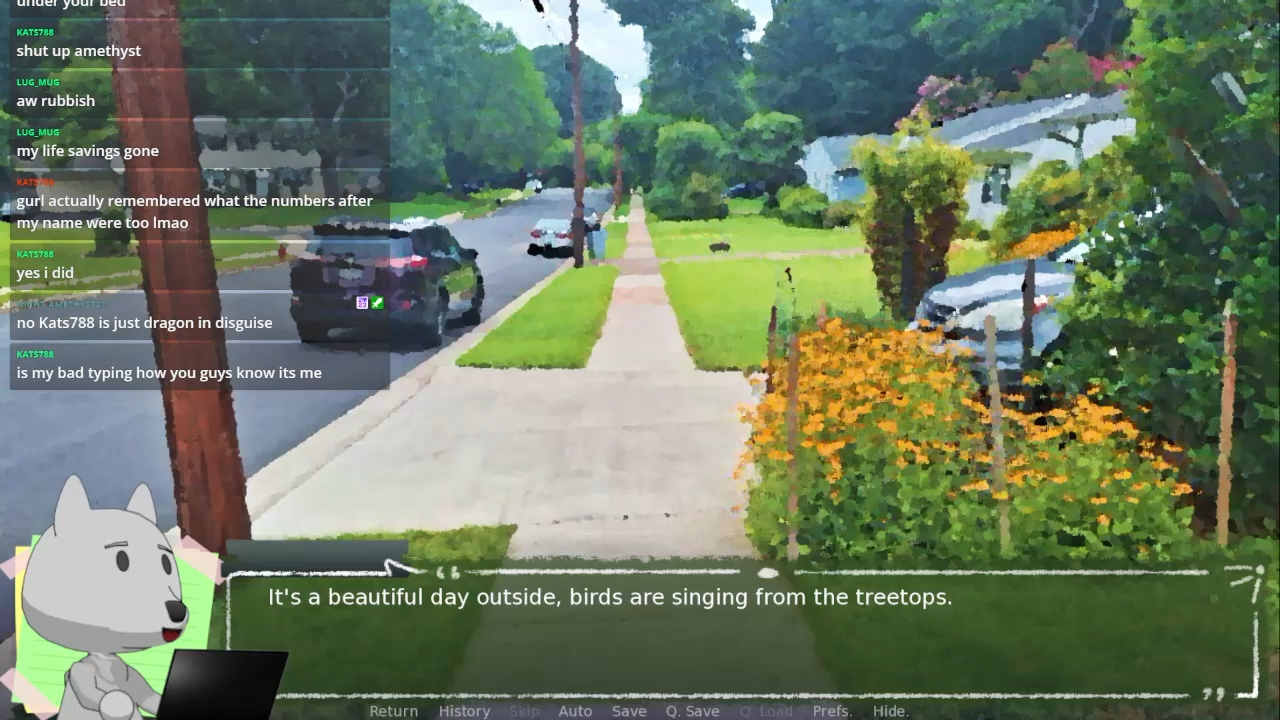 under your bed
KATS788
shut up amethyst
LUG_MUG
aw rubbish
LUG_MUG
my life savings gone
KATS788
gurl actually remembered what the numbers after
my name were too lmao
KATS788
yes i did
no Kats788 is just dragon in disguise
KATS788
is my bad typing how you guys know its me
It's a beautiful day outside, birds are singing from the treetops.
Return History Skip Auto Save Q. Save Q. Load Prefs. Hide.